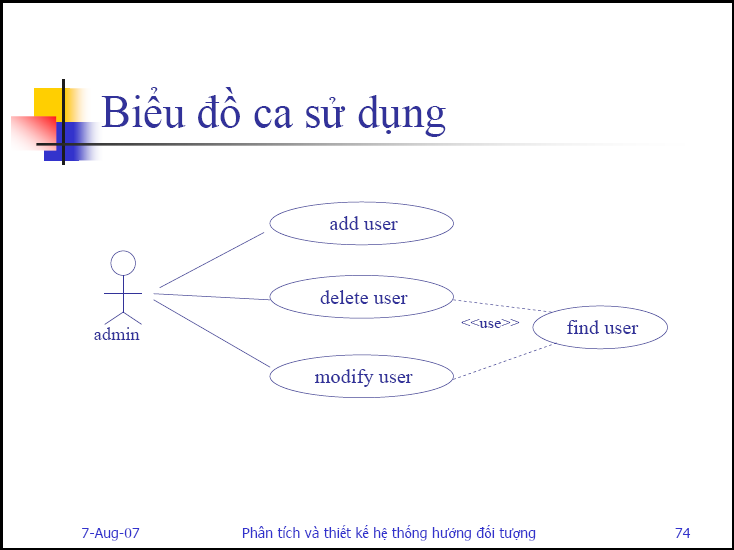 Biểu đồ ca sử dụng
add user
delete user
<<use>>
find user
admin
modify user
7-Aug-07
Phân tích và thiết kế hệ thống hướng đối tượng
74